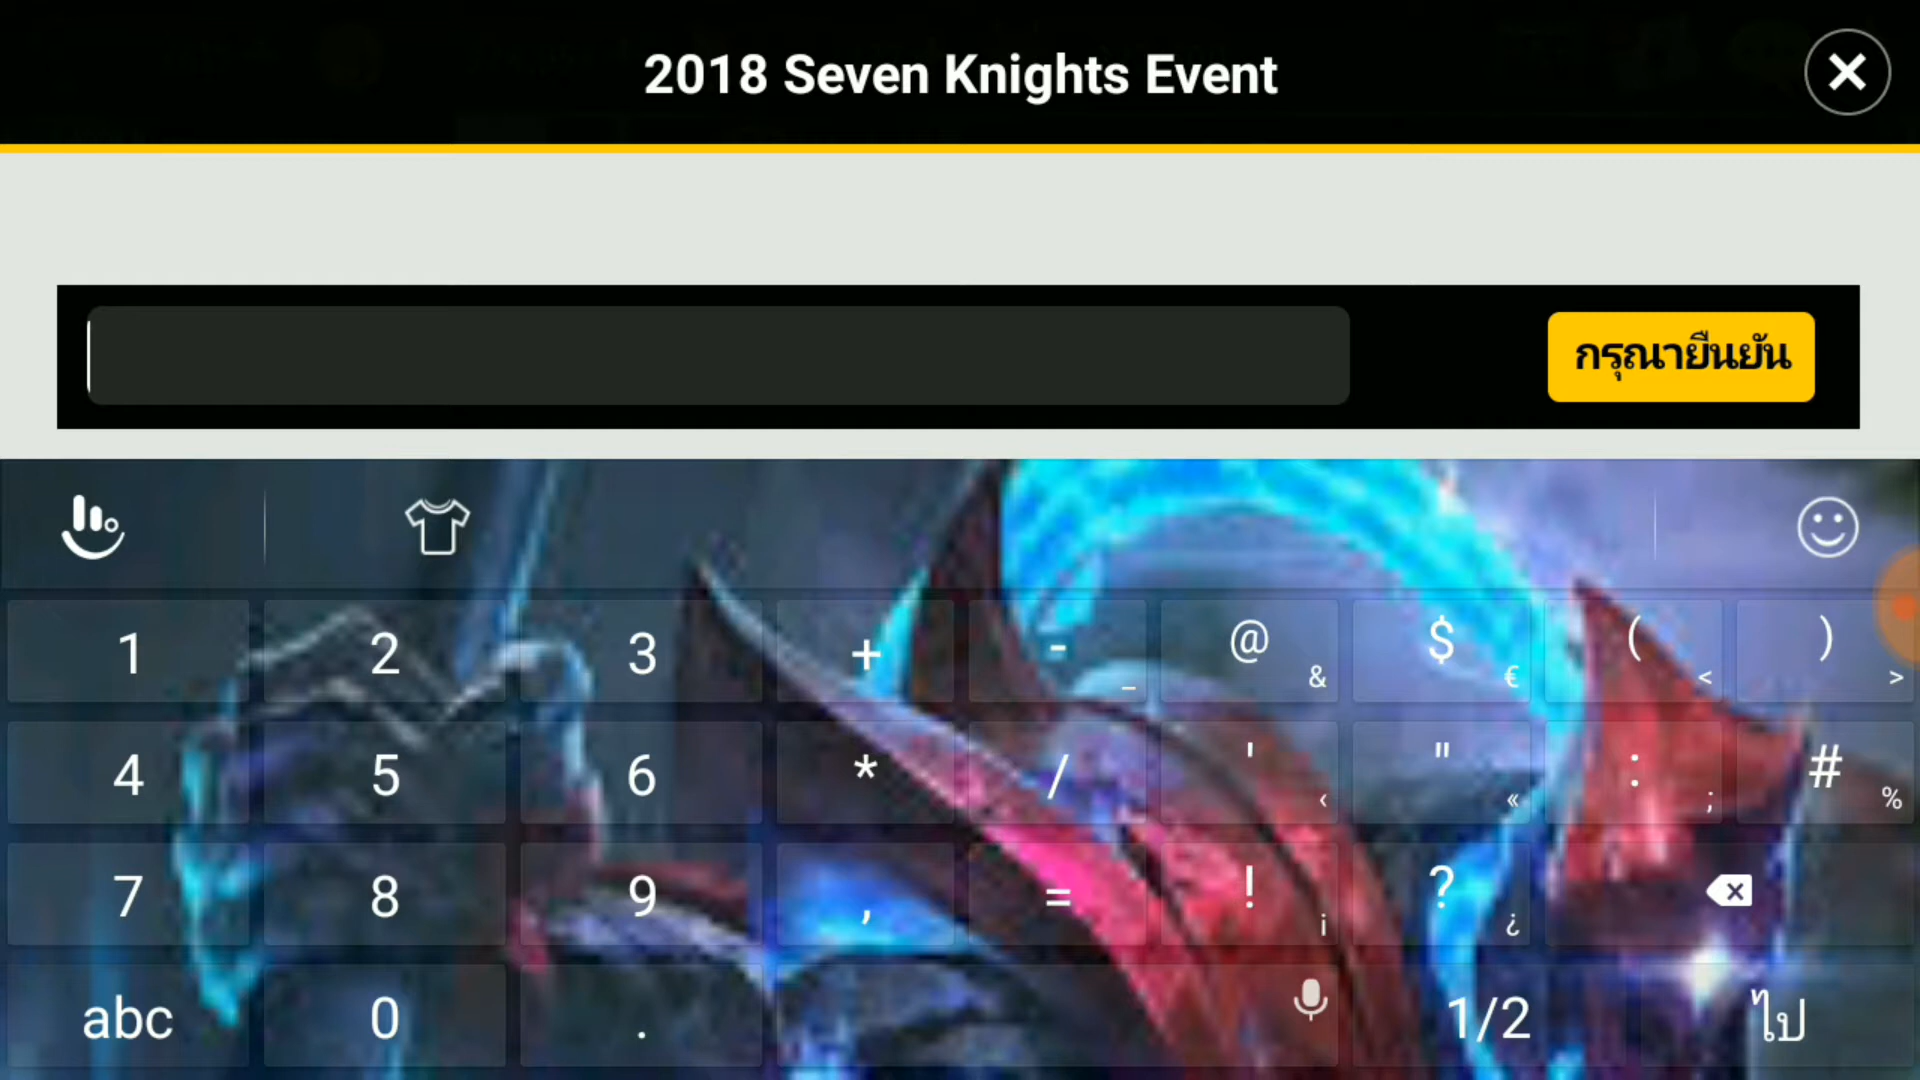 2018 Seven Knights Event
กรุณายืนยัน
1 2 3 + - _ @ & $ € ( < ) >
4 5 6 * / ' ‹ " « : ; # %
7 8 9 , = ! ¡ ? ¿
abc 0 . 1/2 ไป